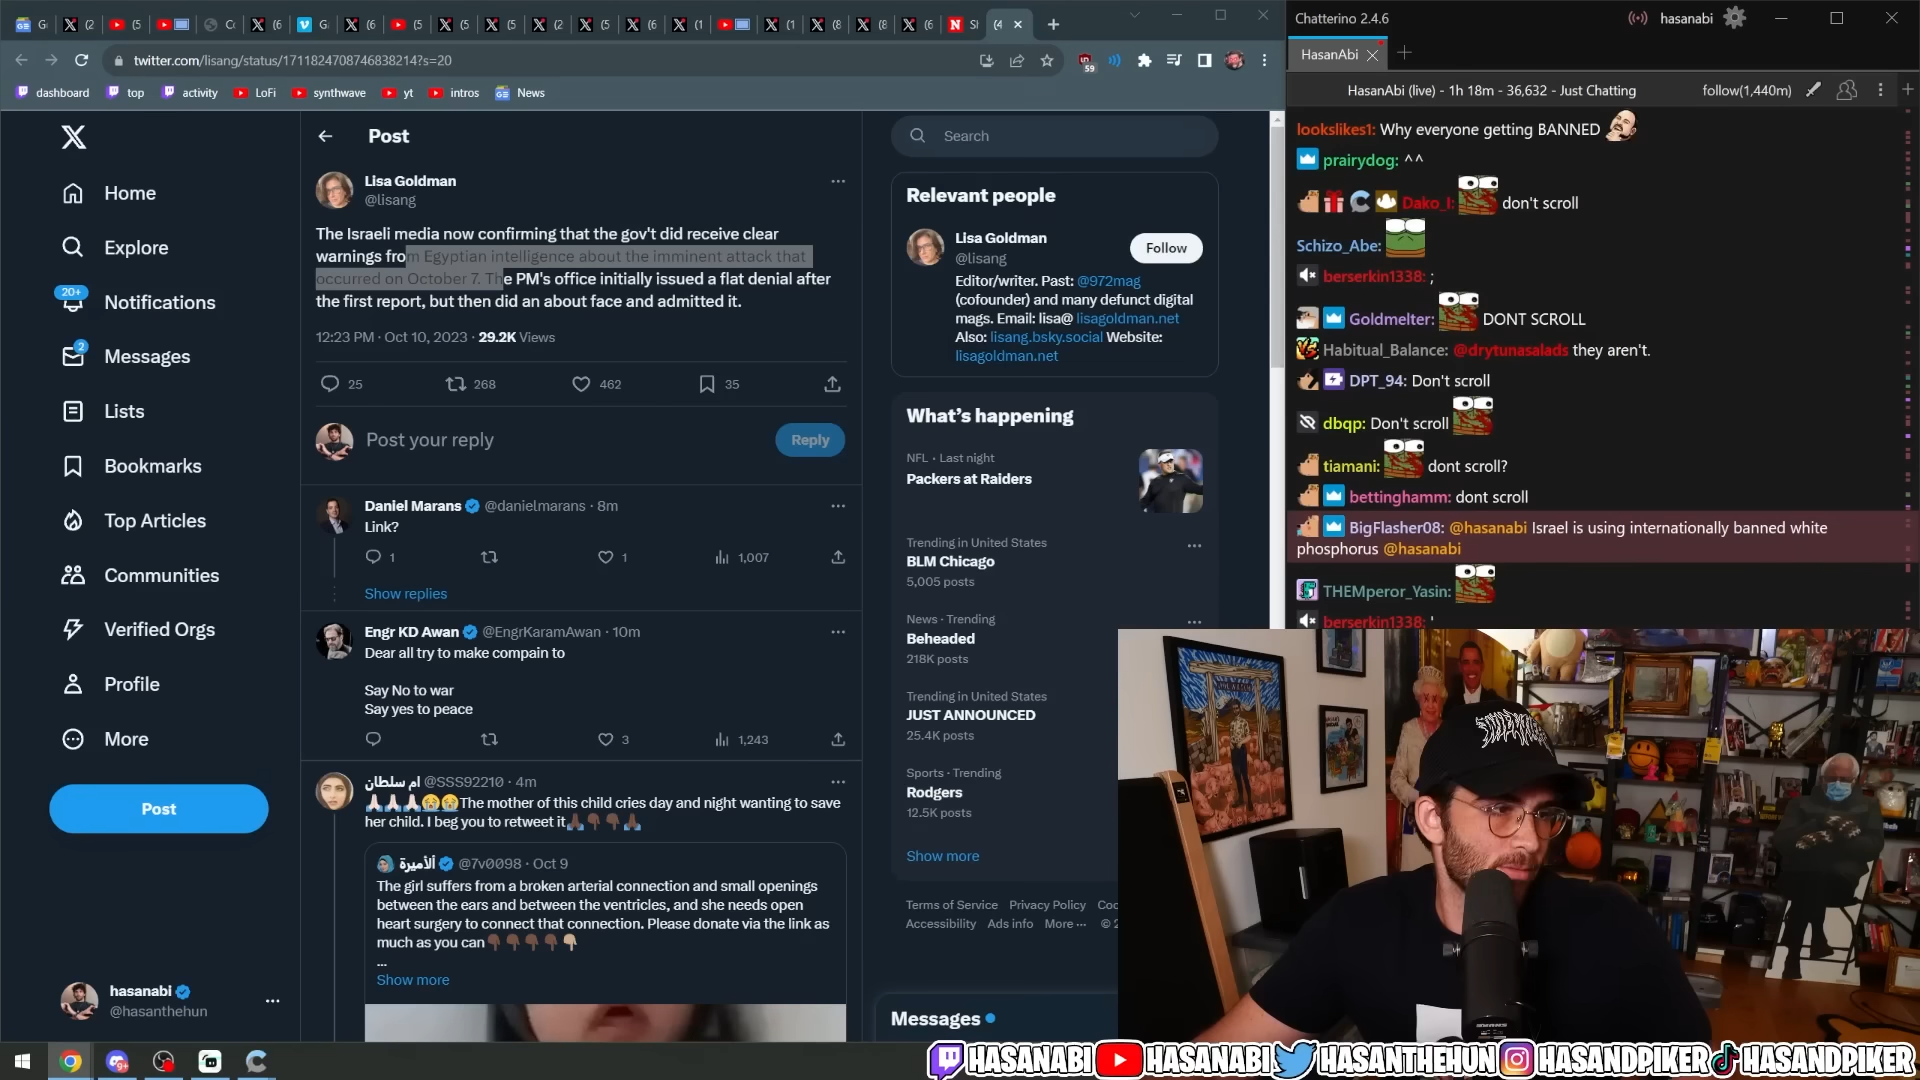 twitter.com/lisang/status/1711824708746838214?s=20
59
dashboard
top
activity
LoFi
synthwave
yt
intros
News
Home
Explore
20+
Notifications
2
Messages
Lists
Bookmarks
Top Articles
Communities
Verified Orgs
Profile
More
Post
hasanabi
@hasanthehun
Post
Lisa Goldman
@lisang
The Israeli media now confirming that the gov't did receive clear
warnings from Egyptian intelligence about the imminent attack that
occurred on October 7. The PM's office initially issued a flat denial after
the first report, but then did an about face and admitted it.
12:23 PM · Oct 10, 2023 · 29.2K Views
25 268 462 35
Post your reply
Reply
Daniel Marans @danielmarans · 8m
Link?
1 1 1,007
Show replies
Engr KD Awan @EngrKaramAwan · 10m
Dear all try to make compain to
Say No to war
Say yes to peace
3 1,243
ام سلطان @SSS92210 · 4m
🙏🏻🙏🏻🙏🏻😭😭The mother of this child cries day and night wanting to save
her child. I beg you to retweet it🙏🏾👇🏾👇🏾🙏🏾
ألأميرة @7v0098 · Oct 9
The girl suffers from a broken arterial connection and small openings
between the ears and between the ventricles, and she needs open
heart surgery to connect that connection. Please donate via the link as
much as you can👇🏾👇🏾👇🏾👇🏾👇🏼
...
Show more
Search
Relevant people
Lisa Goldman
@lisang
Follow
Editor/writer. Past: @972mag
(cofounder) and many defunct digital
mags. Email: lisa@ lisagoldman.net
Also: lisang.bsky.social Website:
lisagoldman.net
What's happening
NFL · Last night
Packers at Raiders
Trending in United States
BLM Chicago
5,005 posts
News · Trending
Beheaded
218K posts
Trending in United States
JUST ANNOUNCED
25.4K posts
Sports · Trending
Rodgers
12.5K posts
Show more
Terms of Service Privacy Policy
Accessibility Ads info More ···
Messages
Chatterino 2.4.6
hasanabi
HasanAbi
HasanAbi (live) - 1h 18m - 36,632 - Just Chatting
follow(1,440m)
lookslikes1: Why everyone getting BANNED
prairydog: ^^
Dako_I: don't scroll
Schizo_Abe:
berserkin1338: ;
Goldmelter: DONT SCROLL
Habitual_Balance: @drytunasalads they aren't.
DPT_94: Don't scroll
dbqp: Don't scroll
tiamani: dont scroll?
bettinghamm: dont scroll
BigFlasher08: @hasanabi Israel is using internationally banned white
phosphorus @hasanabi
THEMperor_Yasin:
berserkin1338: '
HASANABI HASANABI HASANTHEHUN HASANDPIKER HASANDPIKER